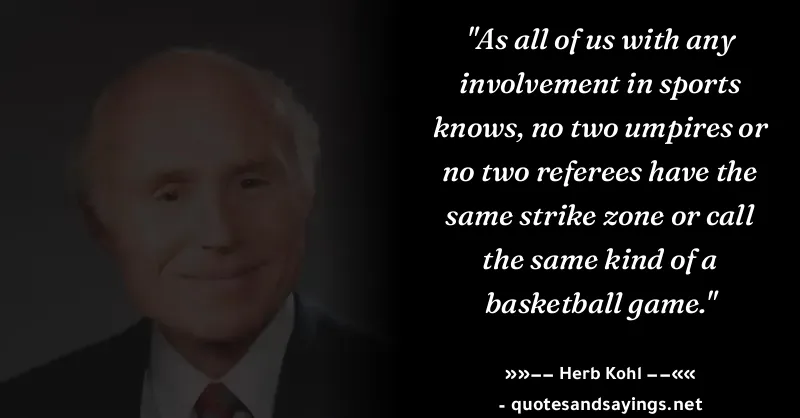 "As all of us with any
involvement in sports
knows, no two umpires or
no two referees have the
same strike zone or call
the same kind of a
basketball game."
»»−− Herb Kohl −−««
- quotesandsayings.net